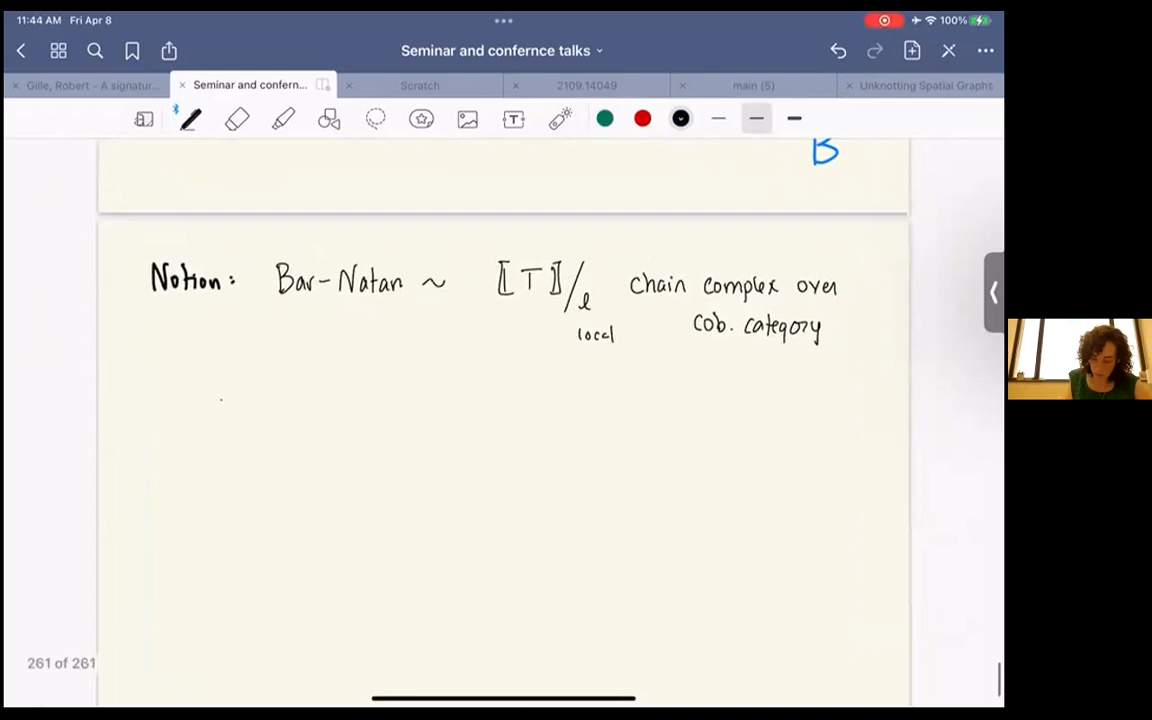 11:44 AM Fri Apr 8
100%
Seminar and confernce talks
Gille, Robert - A signatur...
Seminar and confern...
Scratch
2109.14049
main (5)
Unknotting Spatial Graphs
B
Notion: Bar-Natan ~ ⟦T⟧/ℓ chain complex over
local cob. category
261 of 261